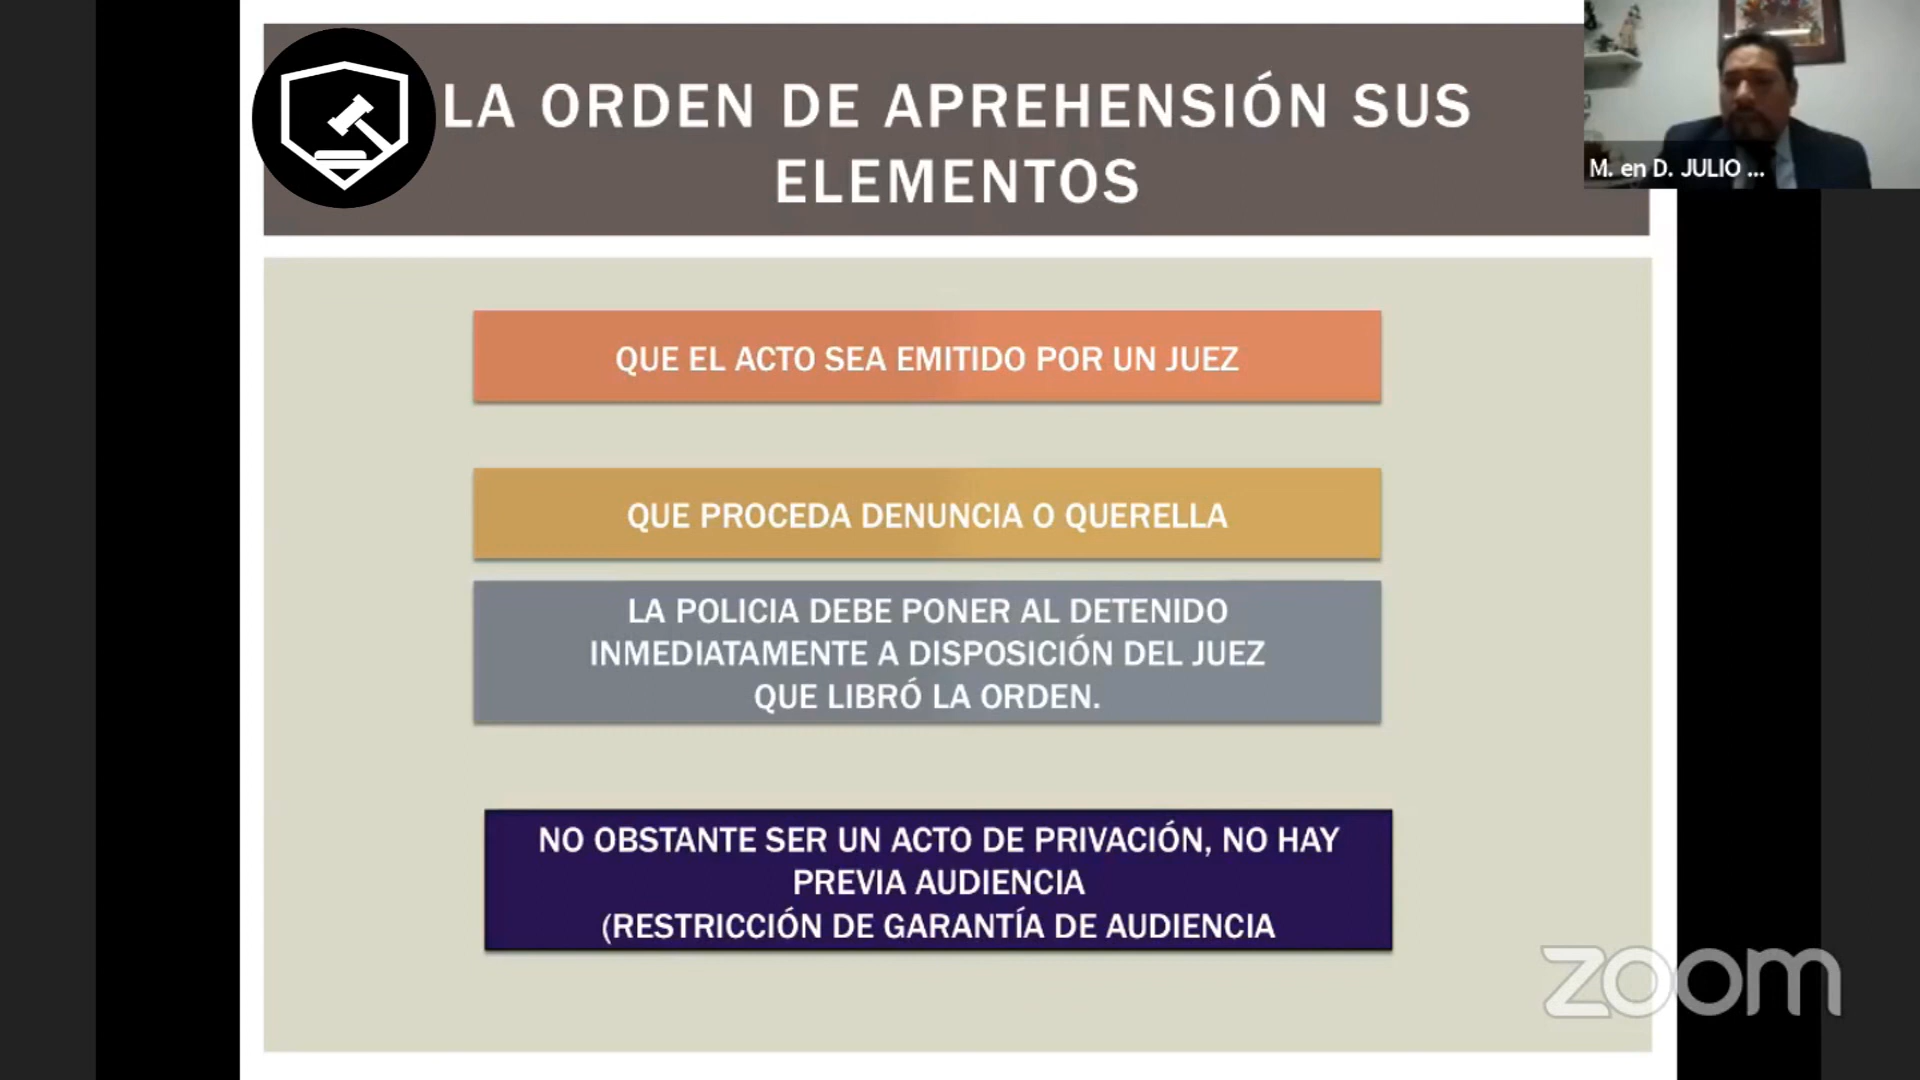 LA ORDEN DE APREHENSIÓN SUS
ELEMENTOS
M. en D. JULIO ...
QUE EL ACTO SEA EMITIDO POR UN JUEZ
QUE PROCEDA DENUNCIA O QUERELLA
LA POLICIA DEBE PONER AL DETENIDO
INMEDIATAMENTE A DISPOSICIÓN DEL JUEZ
QUE LIBRÓ LA ORDEN.
NO OBSTANTE SER UN ACTO DE PRIVACIÓN, NO HAY
PREVIA AUDIENCIA
(RESTRICCIÓN DE GARANTÍA DE AUDIENCIA
zoom